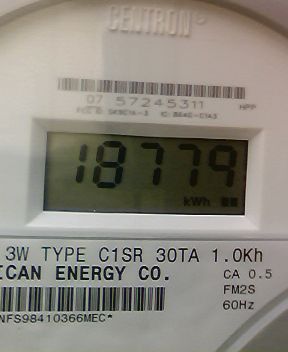 CENTRON®
07 57245311
HPP
18779
kWh
3W TYPE C1SR 30TA 1.0Kh
ICAN ENERGY CO.
CA 0.5
FM2S
60Hz
NFS98410366MEC*